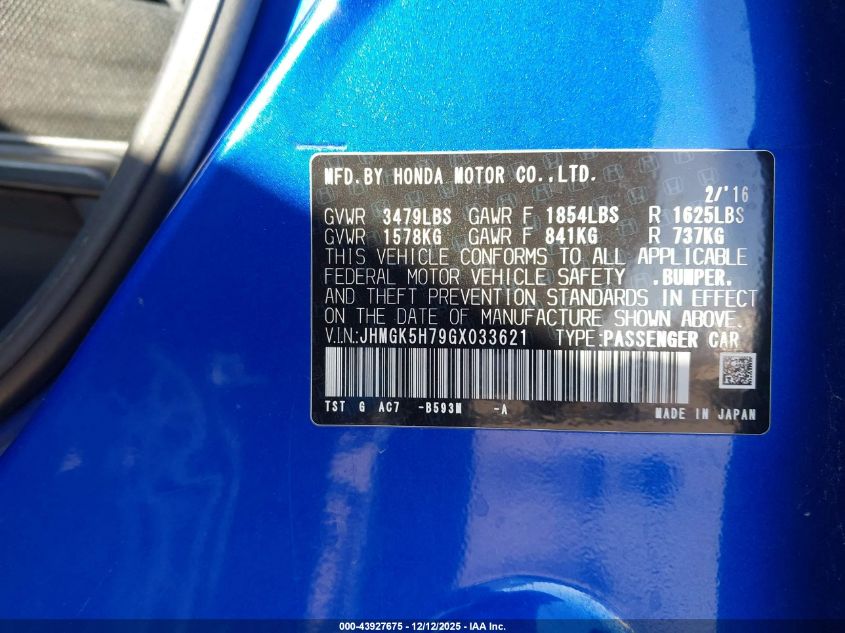 MFD.BY HONDA MOTOR CO.,LTD.
2/'16
GVWR 3479LBS GAWR F 1854LBS R 1625LBS
GVWR 1578KG GAWR F 841KG R 737KG
THIS VEHICLE CONFORMS TO ALL APPLICABLE
FEDERAL MOTOR VEHICLE SAFETY ,BUMPER,
AND THEFT PREVENTION STANDARDS IN EFFECT
ON THE DATE OF MANUFACTURE SHOWN ABOVE.
V.I.N.:JHMGK5H79GX033621 TYPE:PASSENGER CAR
TST G AC7 -B593M -A
MADE IN JAPAN
000-43927675 - 12/12/2025 - IAA Inc.